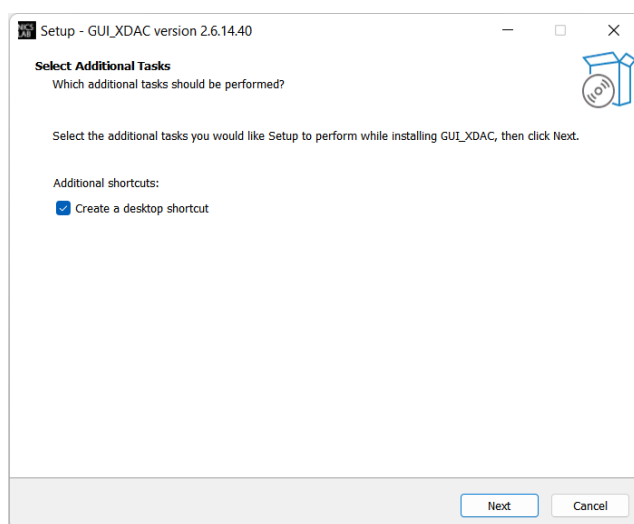 NICS
LAB
Setup - GUI_XDAC version 2.6.14.40
Select Additional Tasks
Which additional tasks should be performed?
Select the additional tasks you would like Setup to perform while installing GUI_XDAC, then click Next.
Additional shortcuts:
Create a desktop shortcut
Next
Cancel